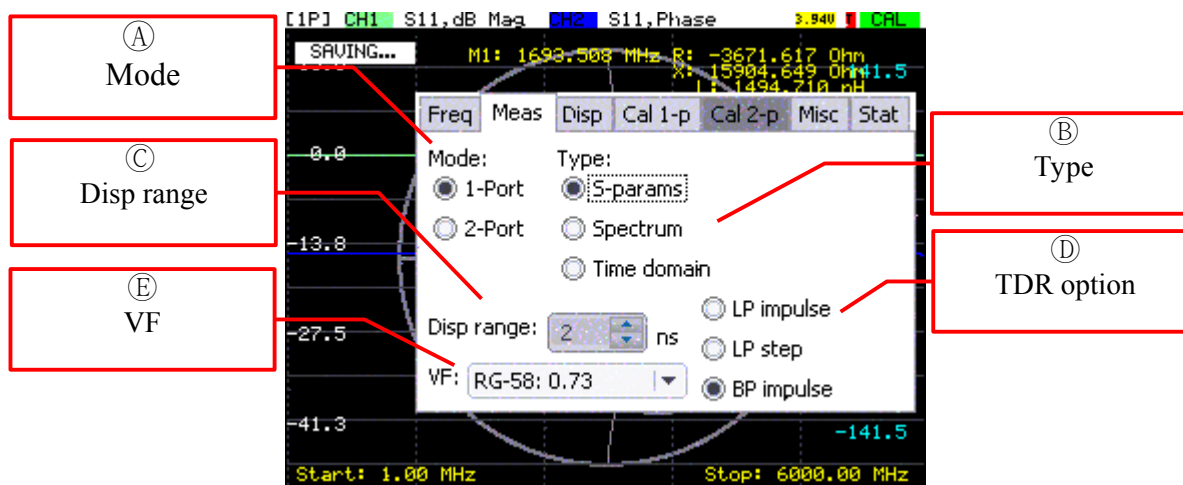 [1P] CH1 S11,dB Mag CH2 S11,Phase 3.94V T CAL
SAVING... M1: 1693.508 MHz R: -3671.617 Ohm
X: 15904.649 Ohm
141.5
L: 1494.710 nH
Ⓐ
Mode
Ⓒ
Disp range
Ⓔ
VF
Ⓑ
Type
Ⓓ
TDR option
Freq Meas Disp Cal 1-p Cal 2-p Misc Stat
Mode: Type:
1-Port S-params
2-Port Spectrum
Time domain
Disp range: 2 ns
VF: RG-58: 0.73
LP impulse
LP step
BP impulse
0.0
-13.8
-27.5
-41.3
-141.5
Start: 1.00 MHz Stop: 6000.00 MHz